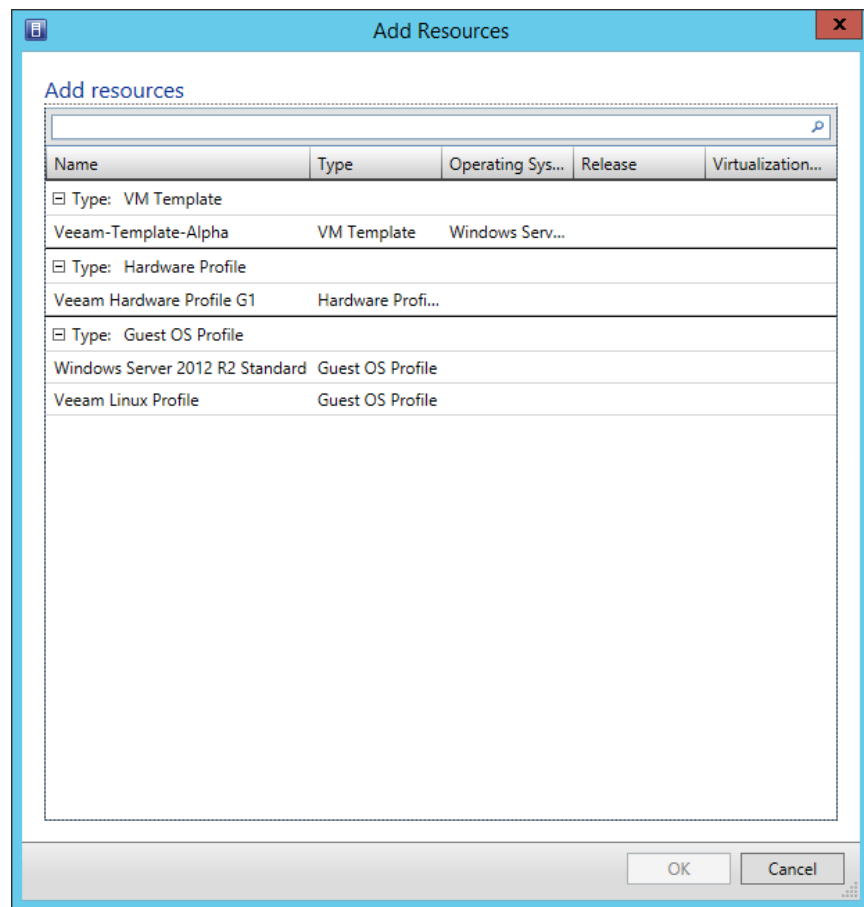 Add Resources
x
Add resources
Name Type Operating Sys... Release Virtualization...
Type: VM Template
Veeam-Template-Alpha VM Template Windows Serv...
Type: Hardware Profile
Veeam Hardware Profile G1 Hardware Profi...
Type: Guest OS Profile
Windows Server 2012 R2 Standard Guest OS Profile
Veeam Linux Profile Guest OS Profile
OK Cancel